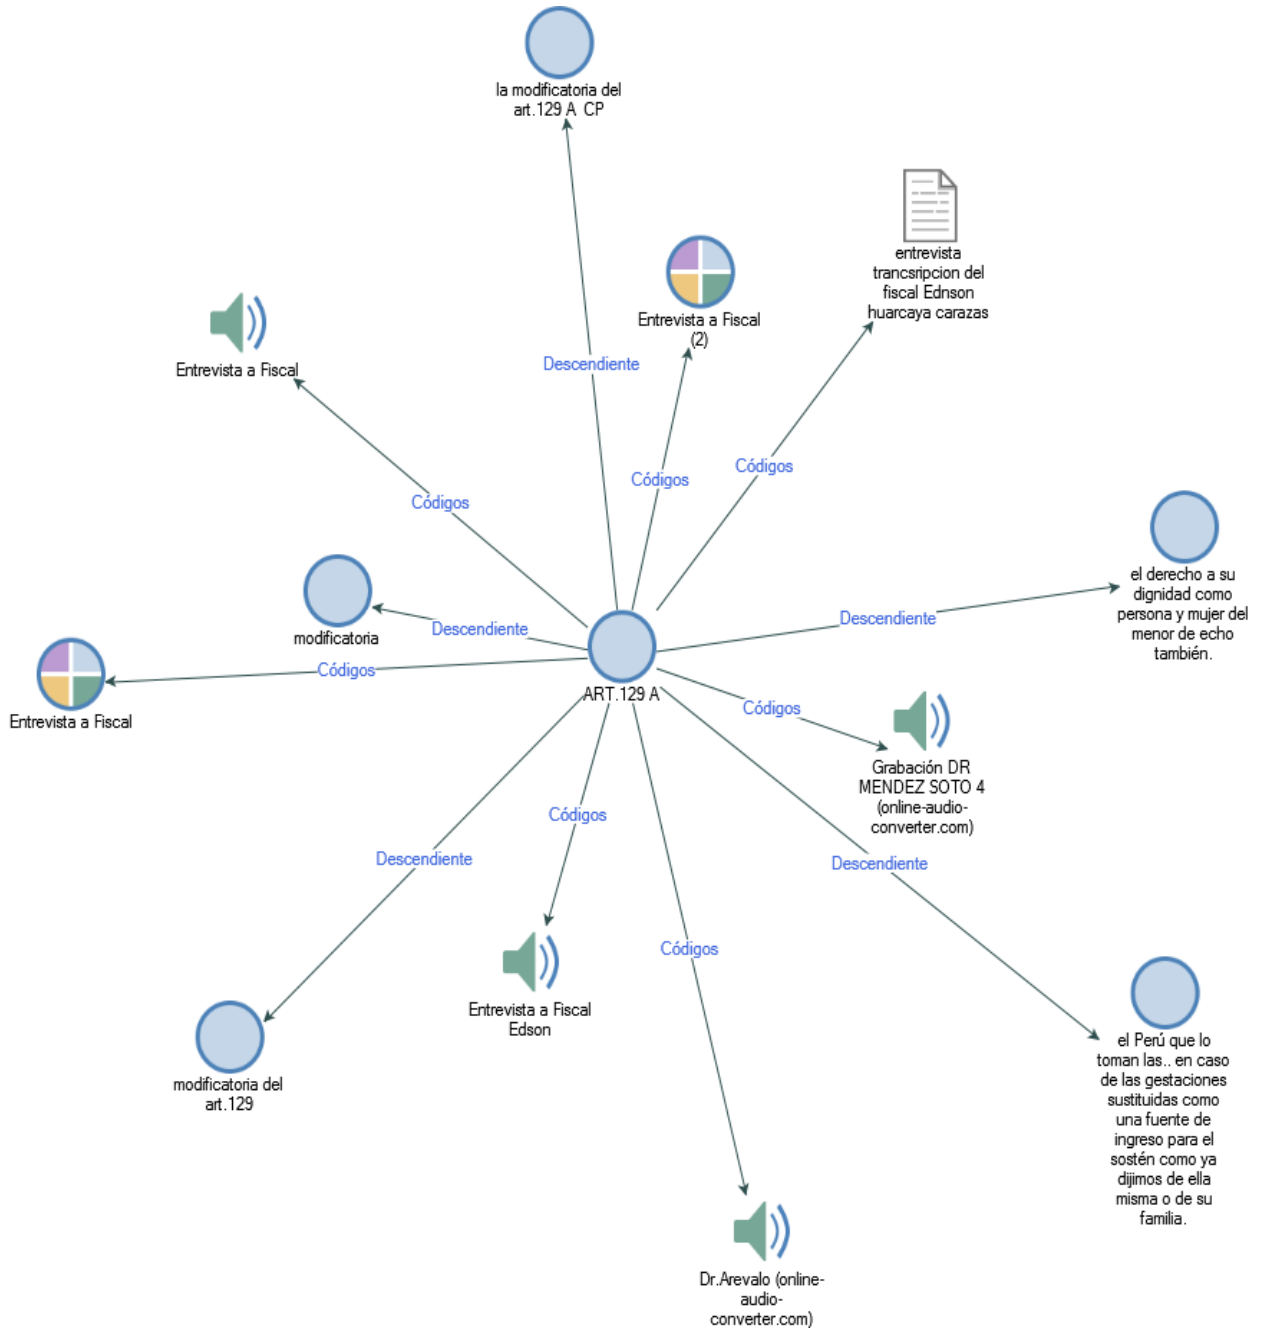 la modificatoria del
art.129 A CP
entrevista
trancsripcion del
fiscal Ednson
huarcaya carazas
Entrevista a Fiscal
(2)
Entrevista a Fiscal
Descendiente
Códigos
Códigos
Códigos
el derecho a su
dignidad como
persona y mujer del
menor de echo
también.
Descendiente
Descendiente
modificatoria
Códigos
Entrevista a Fiscal
ART.129 A
Códigos
Grabación DR
MENDEZ SOTO 4
(online-audio-
converter.com)
Códigos
Descendiente
Descendiente
Códigos
Entrevista a Fiscal
Edson
modificatoria del
art.129
el Perú que lo
toman las.. en caso
de las gestaciones
sustituidas como
una fuente de
ingreso para el
sostén como ya
dijimos de ella
misma o de su
familia.
Dr.Arevalo (online-
audio-
converter.com)